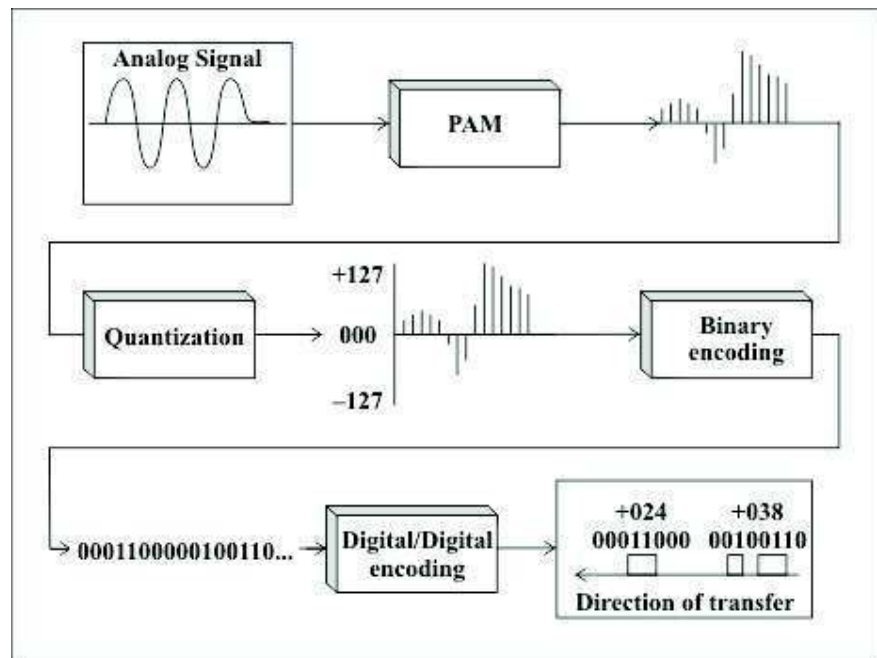 Analog Signal
PAM
Quantization
+127
000
–127
Binary
encoding
0001100000100110...
Digital/Digital
encoding
+024 +038
00011000 00100110
Direction of transfer